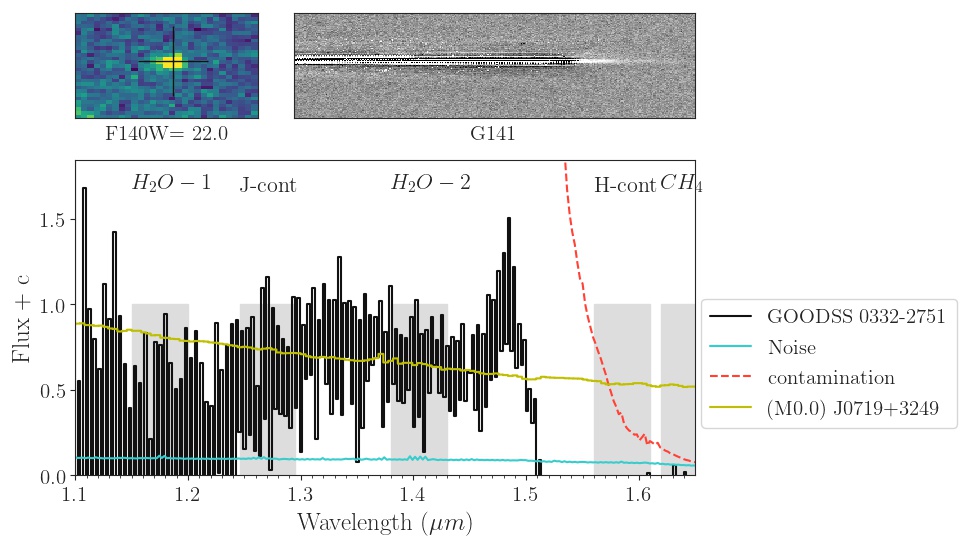 F140W= 22.0
G141
H₂O − 1
J-cont
H₂O − 2
H-cont
CH₄
Flux + c
1.5
1.0
0.5
0.0
1.1
1.2
1.3
1.4
1.5
1.6
Wavelength (μm)
GOODSS 0332-2751
Noise
contamination
(M0.0) J0719+3249